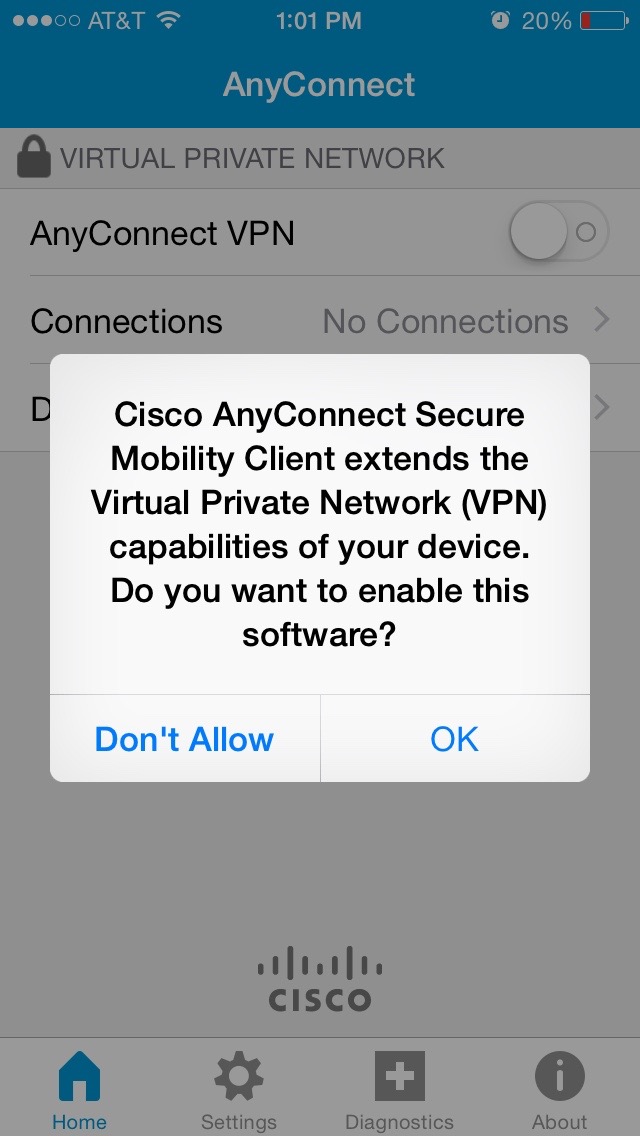 AT&T 1:01 PM 20%
AnyConnect
VIRTUAL PRIVATE NETWORK
AnyConnect VPN
Connections No Connections
D
Cisco AnyConnect Secure
Mobility Client extends the
Virtual Private Network (VPN)
capabilities of your device.
Do you want to enable this
software?
Don't Allow OK
CISCO
Home Settings Diagnostics About